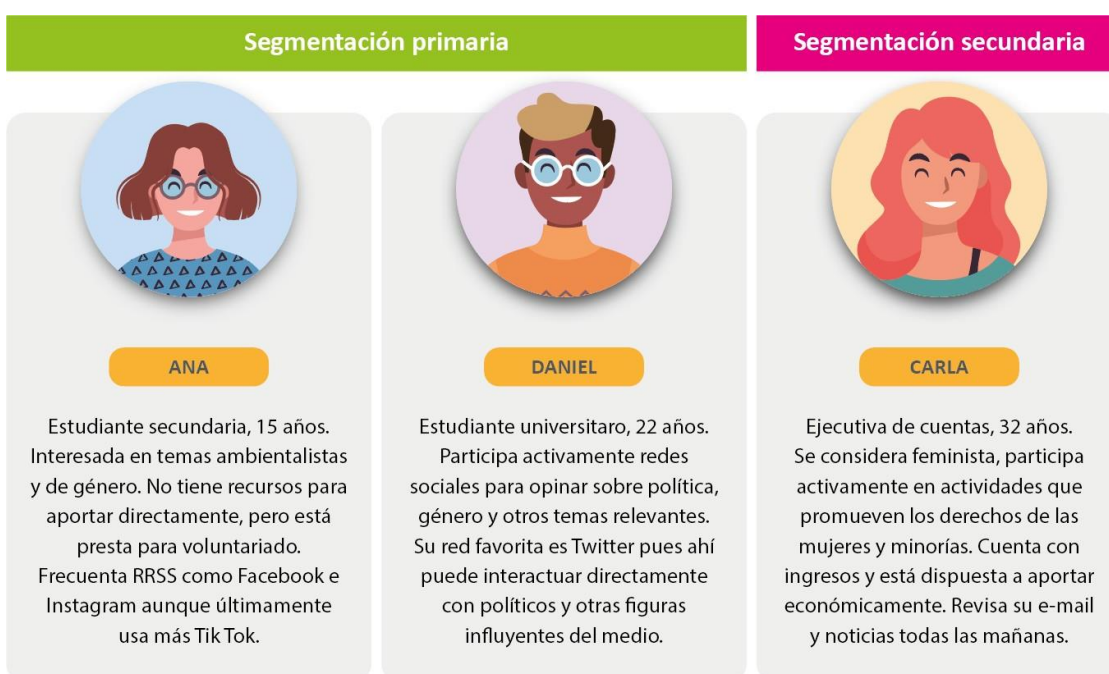 Segmentación primaria
Segmentación secundaria
ANA
Estudiante secundaria, 15 años.
Interesada en temas ambientalistas
y de género. No tiene recursos para
aportar directamente, pero está
presta para voluntariado.
Frecuenta RRSS como Facebook e
Instagram aunque últimamente
usa más Tik Tok.
DANIEL
Estudiante universitaro, 22 años.
Participa activamente redes
sociales para opinar sobre política,
género y otros temas relevantes.
Su red favorita es Twitter pues ahí
puede interactuar directamente
con políticos y otras figuras
influyentes del medio.
CARLA
Ejecutiva de cuentas, 32 años.
Se considera feminista, participa
activamente en actividades que
promueven los derechos de las
mujeres y minorías. Cuenta con
ingresos y está dispuesta a aportar
económicamente. Revisa su e-mail
y noticias todas las mañanas.